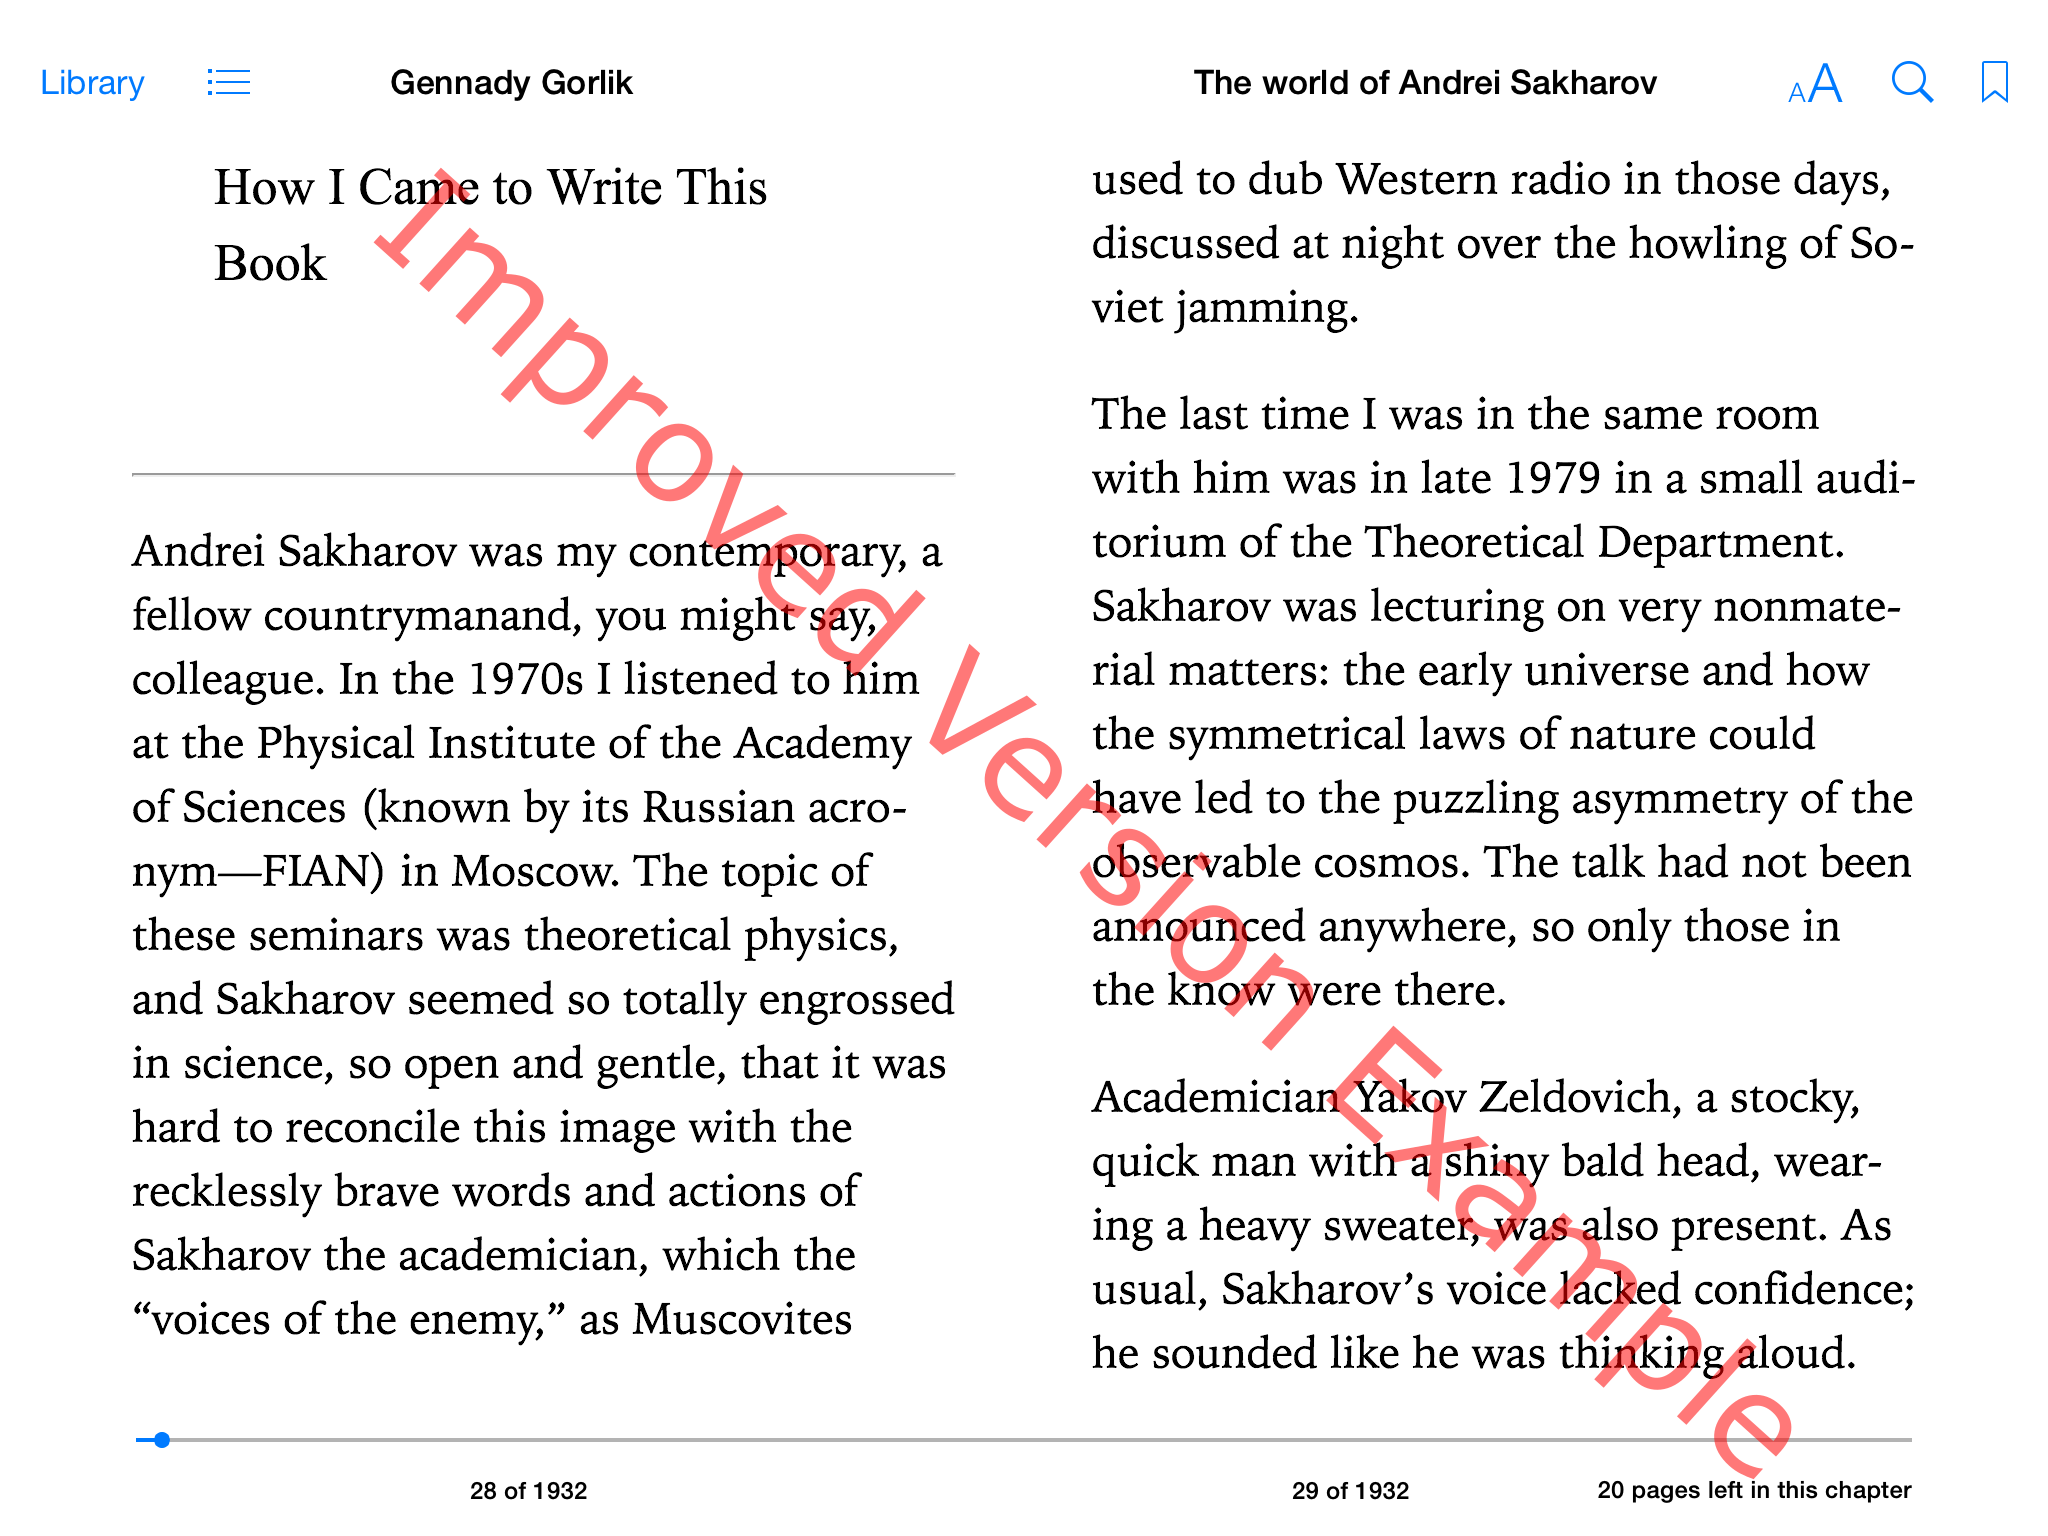 Library
Gennady Gorlik
The world of Andrei Sakharov
AA
How I Came to Write This
Book
Andrei Sakharov was my contemporary, a
fellow countrymanand, you might say,
colleague. In the 1970s I listened to him
at the Physical Institute of the Academy
of Sciences (known by its Russian acro-
nym—FIAN) in Moscow. The topic of
these seminars was theoretical physics,
and Sakharov seemed so totally engrossed
in science, so open and gentle, that it was
hard to reconcile this image with the
recklessly brave words and actions of
Sakharov the academician, which the
“voices of the enemy,” as Muscovites
used to dub Western radio in those days,
discussed at night over the howling of So-
viet jamming.
The last time I was in the same room
with him was in late 1979 in a small audi-
torium of the Theoretical Department.
Sakharov was lecturing on very nonmate-
rial matters: the early universe and how
the symmetrical laws of nature could
have led to the puzzling asymmetry of the
observable cosmos. The talk had not been
announced anywhere, so only those in
the know were there.
Academician Yakov Zeldovich, a stocky,
quick man with a shiny bald head, wear-
ing a heavy sweater, was also present. As
usual, Sakharov’s voice lacked confidence;
he sounded like he was thinking aloud.
Improved Version Example
28 of 1932
29 of 1932
20 pages left in this chapter